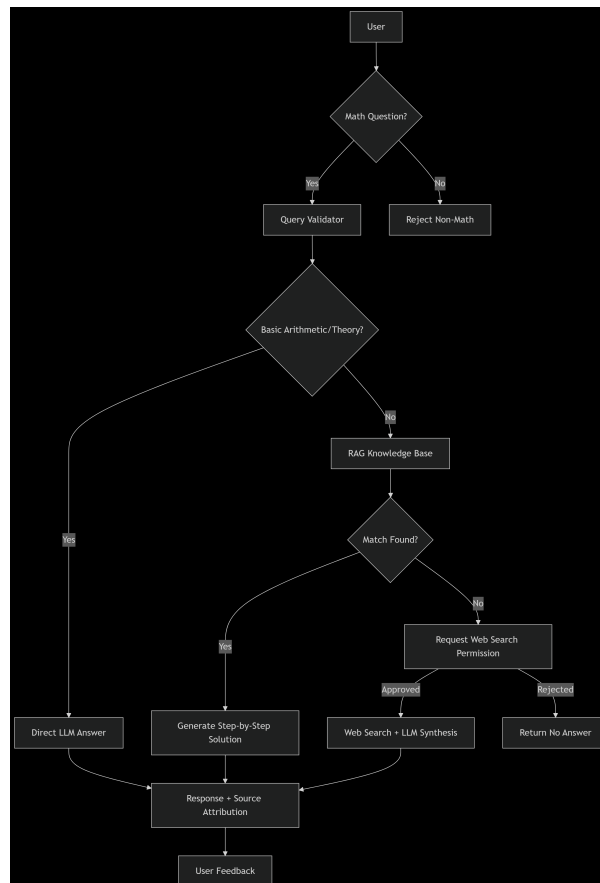 User
Math Question?
Yes
No
Query Validator
Reject Non-Math
Basic Arithmetic/Theory?
No
RAG Knowledge Base
Yes
Match Found?
No
Request Web Search
Permission
Yes
Approved
Rejected
Direct LLM Answer
Generate Step-by-Step
Solution
Web Search + LLM Synthesis
Return No Answer
Response + Source
Attribution
User Feedback